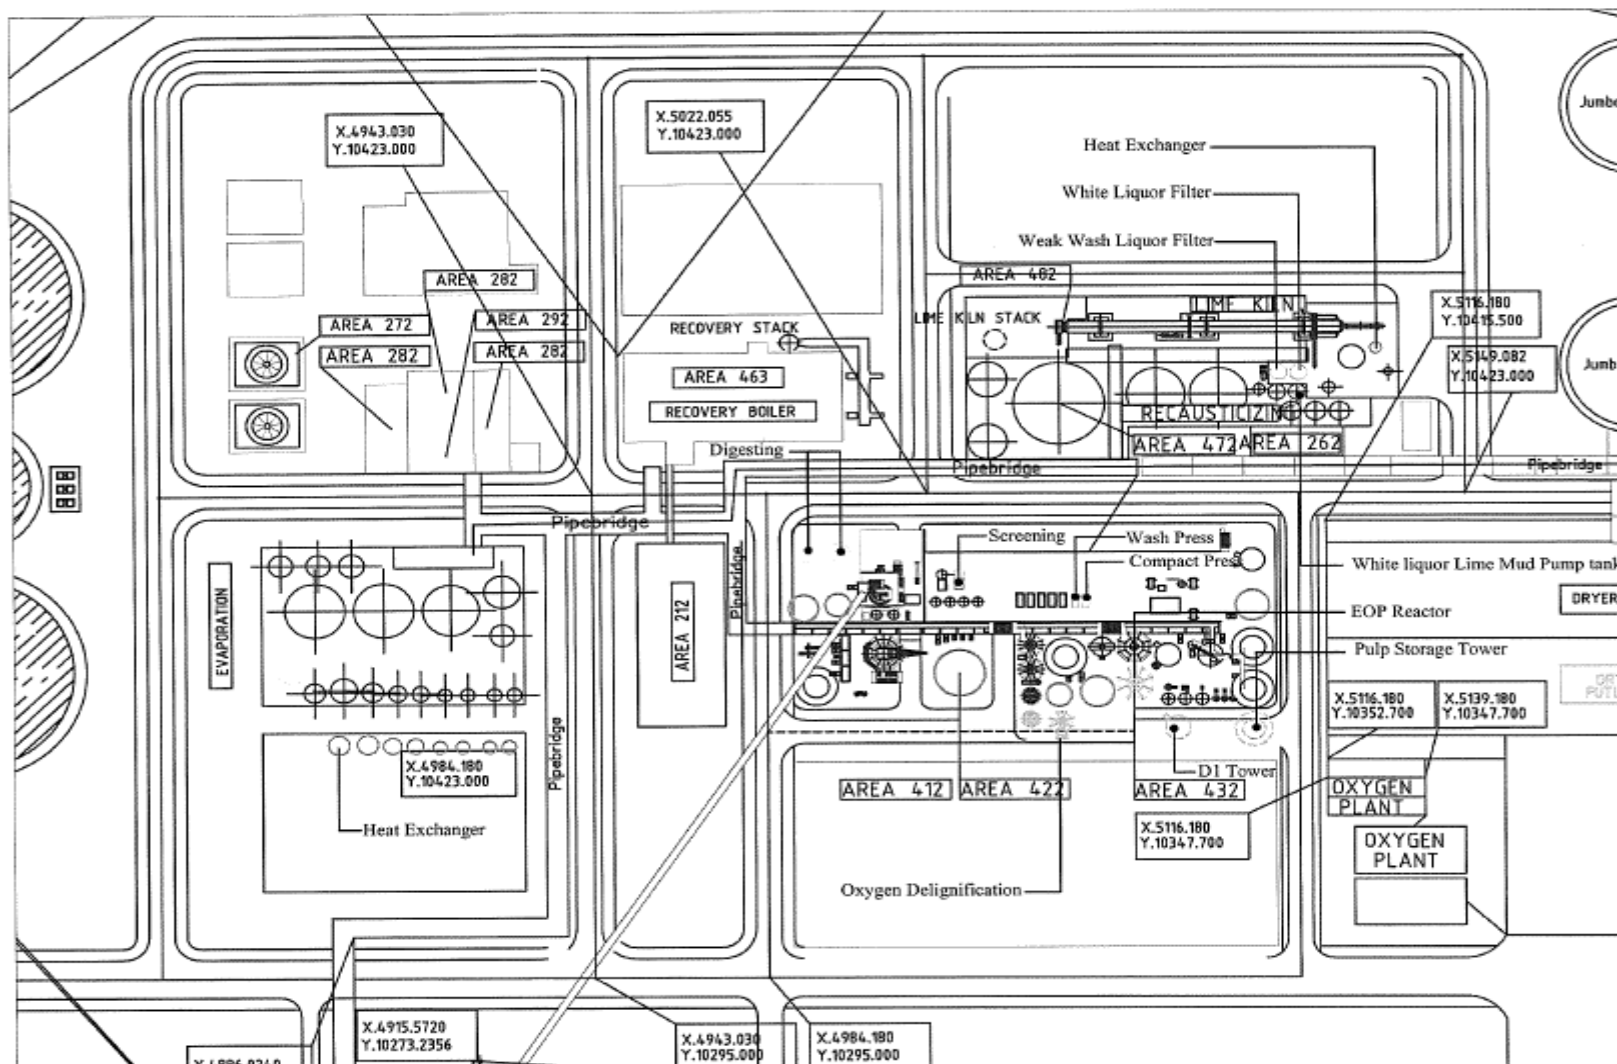 X.4943.030
Y.10423.000
X.5022.055
Y.10423.000
Jumb
Heat Exchanger
White Liquor Filter
Weak Wash Liquor Filter
AREA 482
AREA 282
LIME KILN
X.5116.180
Y.10415.500
AREA 272
AREA 292
RECOVERY STACK
LIME KILN STACK
AREA 282
AREA 282
X.5149.082
Y.10423.000
Jumb
AREA 463
RECOVERY BOILER
RECAUSTICIZIN
AREA 472
AREA 262
Digesting
Pipebridge
Pipebridge
Pipebridge
Screening
Wash Press
Compact Press
White liquor Lime Mud Pump tank
Pipebridge
EVAPORATION
AREA 212
DRYER
EOP Reactor
Pulp Storage Tower
X.5116.180
Y.10352.700
X.5139.180
Y.10347.700
Pipebridge
X.4984.180
Y.10423.000
D1 Tower
AREA 412
AREA 422
AREA 432
OXYGEN
PLANT
Heat Exchanger
X.5116.180
Y.10347.700
OXYGEN
PLANT
Oxygen Delignification
X.4915.5720
Y.10273.2356
X.4943.030
Y.10295.000
X.4984.180
Y.10295.000